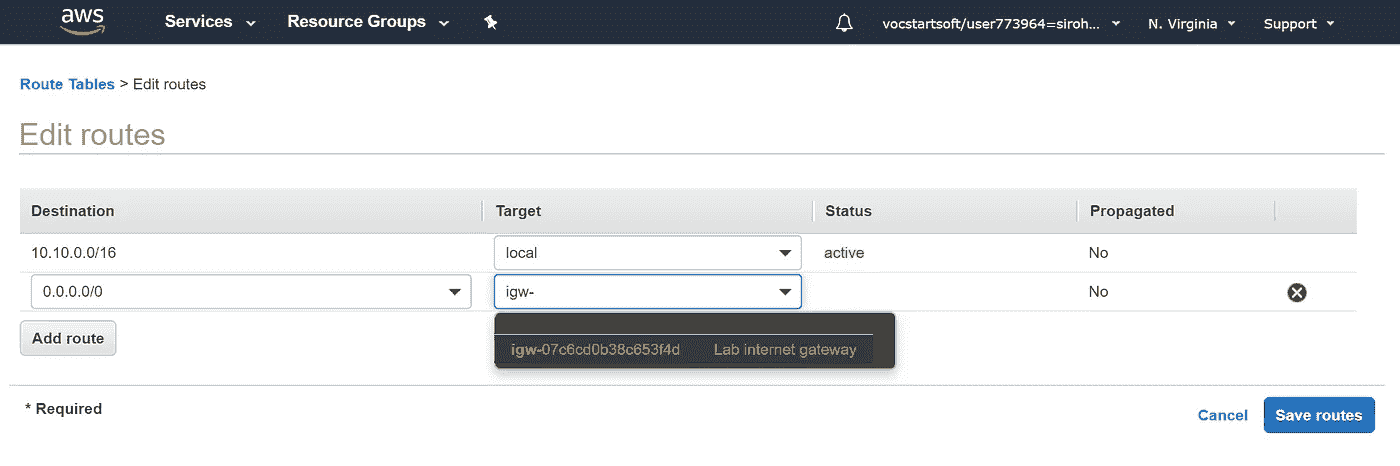 aws Services Resource Groups vocstartsoft/user773964=siroh... N. Virginia Support
Route Tables > Edit routes
Edit routes
Destination Target Status Propagated
10.10.0.0/16 local active No
0.0.0.0/0 igw- No
Add route
igw-07c6cd0b38c653f4d Lab internet gateway
* Required
Cancel Save routes